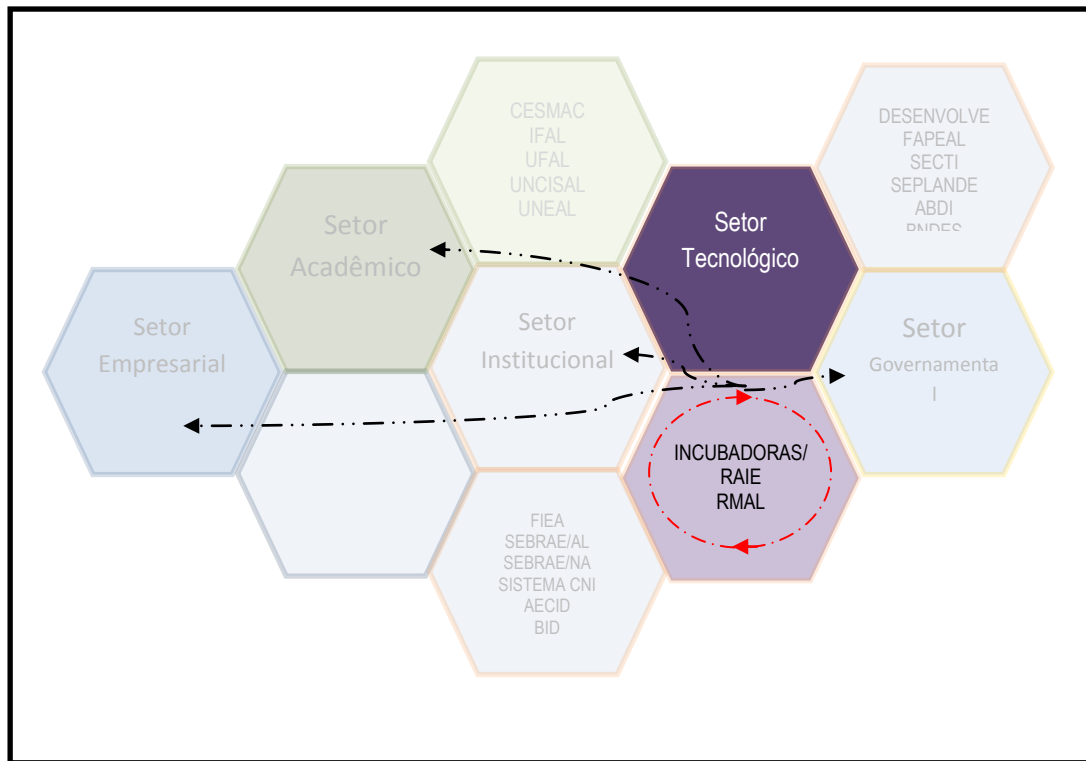 CESMAC
IFAL
UFAL
UNCISAL
UNEAL
DESENVOLVE
FAPEAL
SECTI
SEPLANDE
ABDI
BNDES
Setor
Acadêmico
Setor
Tecnológico
Setor
Empresarial
Setor
Institucional
Setor
Governamenta
l
INCUBADORAS/
RAIE
RMAL
FIEA
SEBRAE/AL
SEBRAE/NA
SISTEMA CNI
AECID
BID